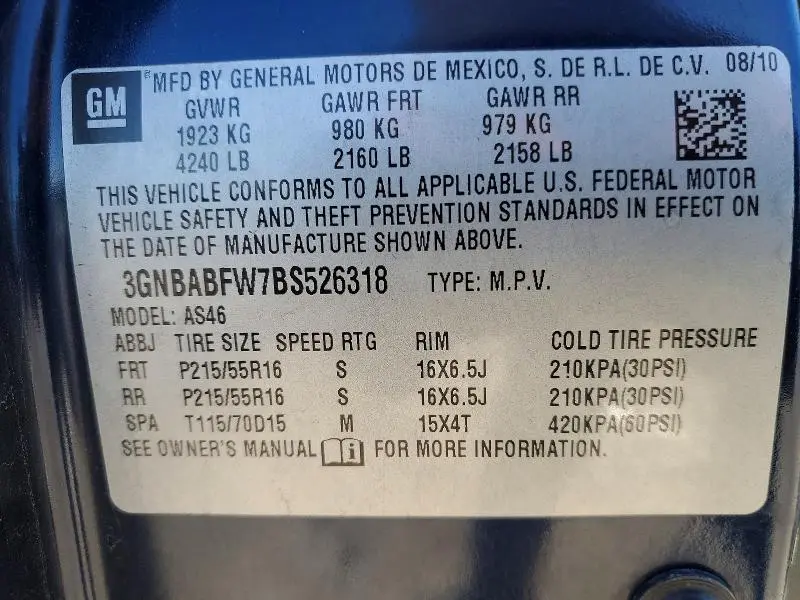 GM
® MFD BY GENERAL MOTORS DE MEXICO, S. DE R.L. DE C.V. 08/10
GVWR GAWR FRT GAWR RR
1923 KG 980 KG 979 KG
4240 LB 2160 LB 2158 LB
THIS VEHICLE CONFORMS TO ALL APPLICABLE U.S. FEDERAL MOTOR
VEHICLE SAFETY AND THEFT PREVENTION STANDARDS IN EFFECT ON
THE DATE OF MANUFACTURE SHOWN ABOVE.
3GNBABFW7BS526318 TYPE: M.P.V.
MODEL: AS46
ABBJ TIRE SIZE SPEED RTG RIM COLD TIRE PRESSURE
FRT P215/55R16 S 16X6.5J 210KPA(30PSI)
RR P215/55R16 S 16X6.5J 210KPA(30PSI)
SPA T115/70D15 M 15X4T 420KPA(60PSI)
SEE OWNER'S MANUAL FOR MORE INFORMATION.